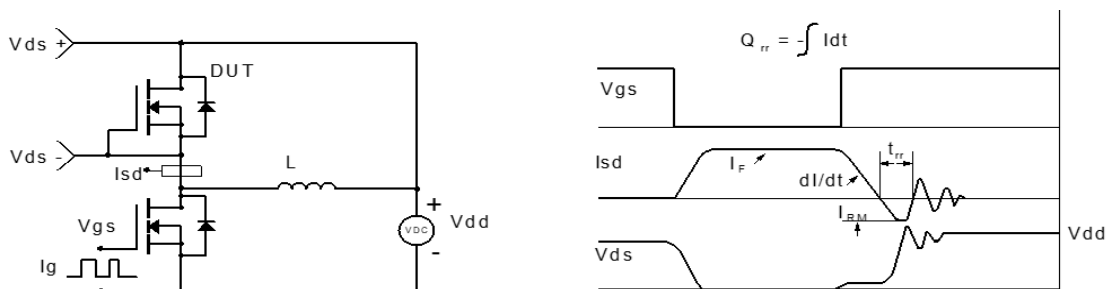 Vds +
DUT
Vds -
Isd
L
Vgs
Ig
+
VDC
-
Vdd
Q rr = - ∫ Idt
Vgs
Isd
I F
dI/dt
t rr
I RM
Vds
Vdd